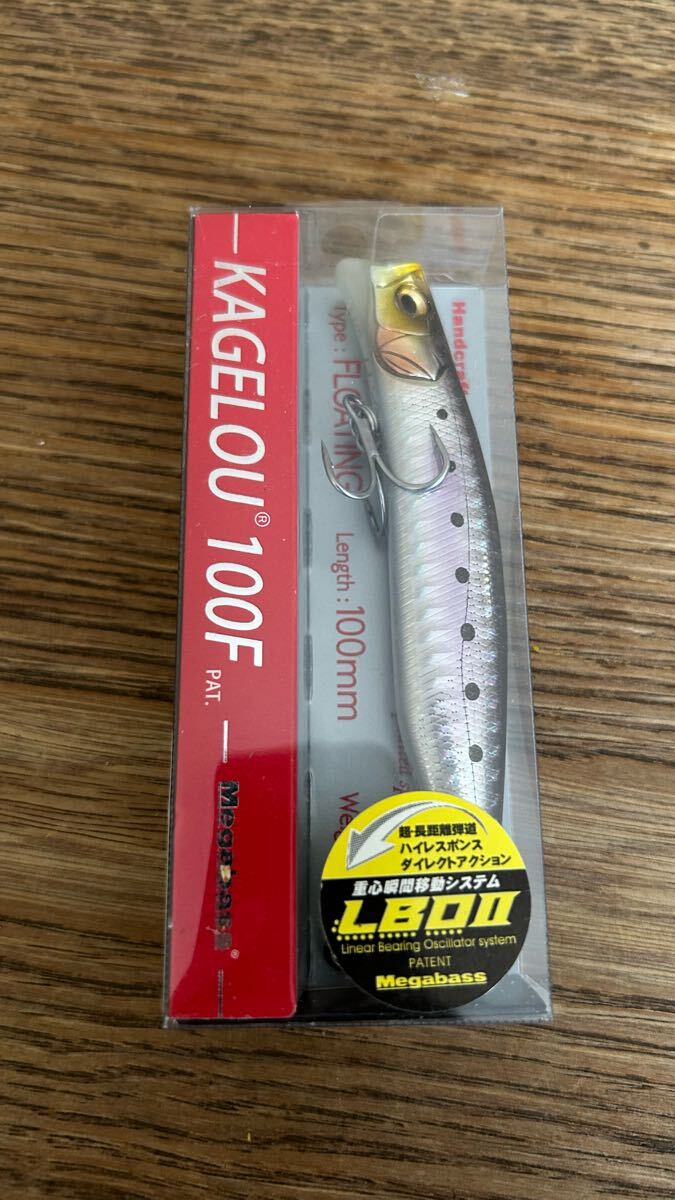 KAGELOU® 100F PAT.
Megabass®
Handcraft
Type : FLOATING
Length : 100mm
超・長距離弾道
ハイレスポンス
ダイレクトアクション
重心瞬間移動システム
LBOII
Linear Bearing Oscillator system
PATENT
Megabass